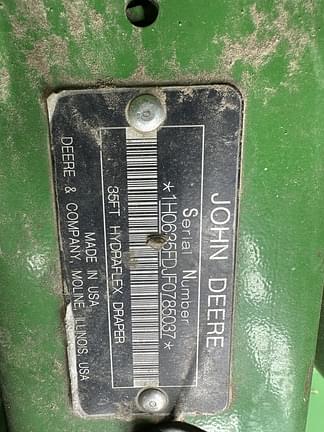 JOHN DEERE
Serial Number
*1H0635FDJF0785037*
35FT HYDRAFLEX DRAPER
MADE IN USA
DEERE & COMPANY, MOLINE, ILLINOIS, USA